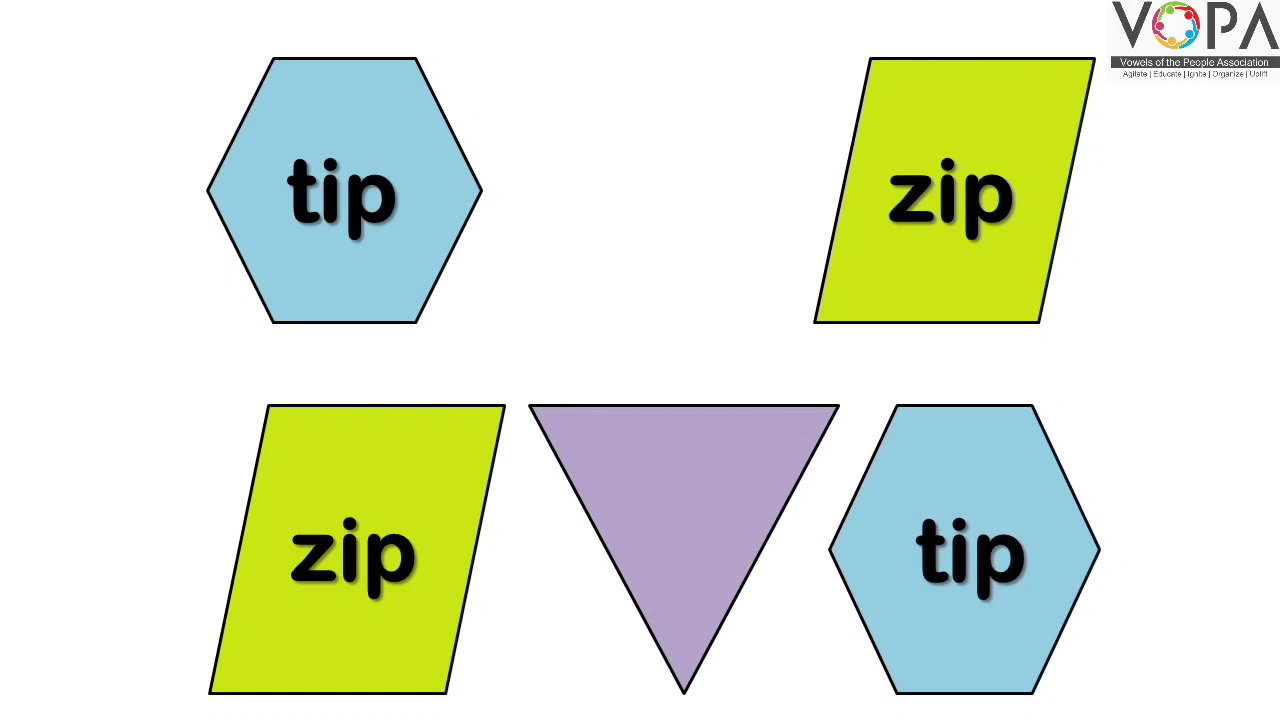 VOPA
Vowels of the People Association
Agitate | Educate | Ignite | Organize | Uplift
tip
zip
zip
tip